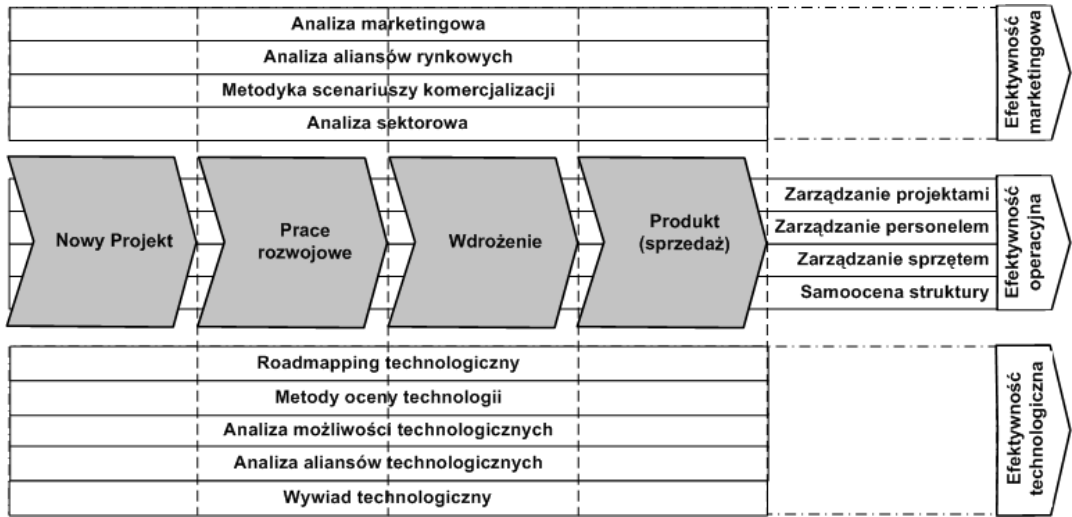 Analiza marketingowa
Analiza aliansów rynkowych
Metodyka scenariuszy komercjalizacji
Analiza sektorowa
Efektywność
marketingowa
Nowy Projekt
Prace
rozwojowe
Wdrożenie
Produkt
(sprzedaż)
Zarządzanie projektami
Zarządzanie personelem
Zarządzanie sprzętem
Samoocena struktury
Efektywność
operacyjna
Roadmapping technologiczny
Metody oceny technologii
Analiza możliwości technologicznych
Analiza aliansów technologicznych
Wywiad technologiczny
Efektywność
technologiczna